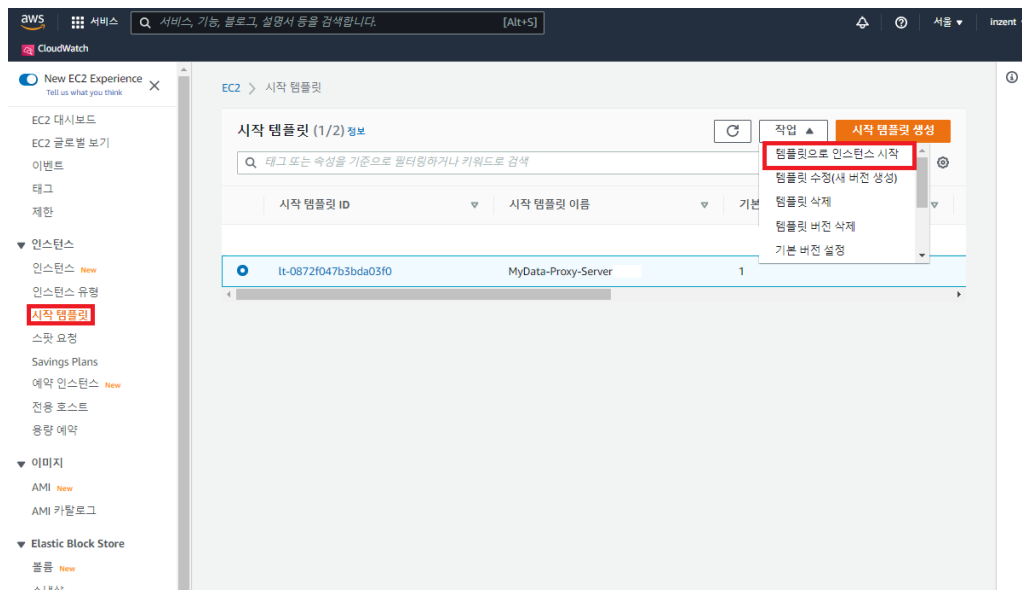 aws 서비스 서비스, 기능, 블로그, 설명서 등을 검색합니다. [Alt+S] 서울 ▼ inzent
CloudWatch
New EC2 Experience
Tell us what you think
EC2 대시보드
EC2 글로벌 보기
이벤트
태그
제한
▼ 인스턴스
인스턴스 New
인스턴스 유형
시작 템플릿
스팟 요청
Savings Plans
예약 인스턴스 New
전용 호스트
용량 예약
▼ 이미지
AMI New
AMI 카탈로그
▼ Elastic Block Store
볼륨 New
EC2 > 시작 템플릿
시작 템플릿 (1/2) 정보
작업 ▲ 시작 템플릿 생성
태그 또는 속성을 기준으로 필터링하거나 키워드로 검색
템플릿으로 인스턴스 시작
템플릿 수정(새 버전 생성)
템플릿 삭제
템플릿 버전 삭제
기본 버전 설정
시작 템플릿 ID 시작 템플릿 이름 기본
lt-0872f047b3bda03f0 MyData-Proxy-Server 1